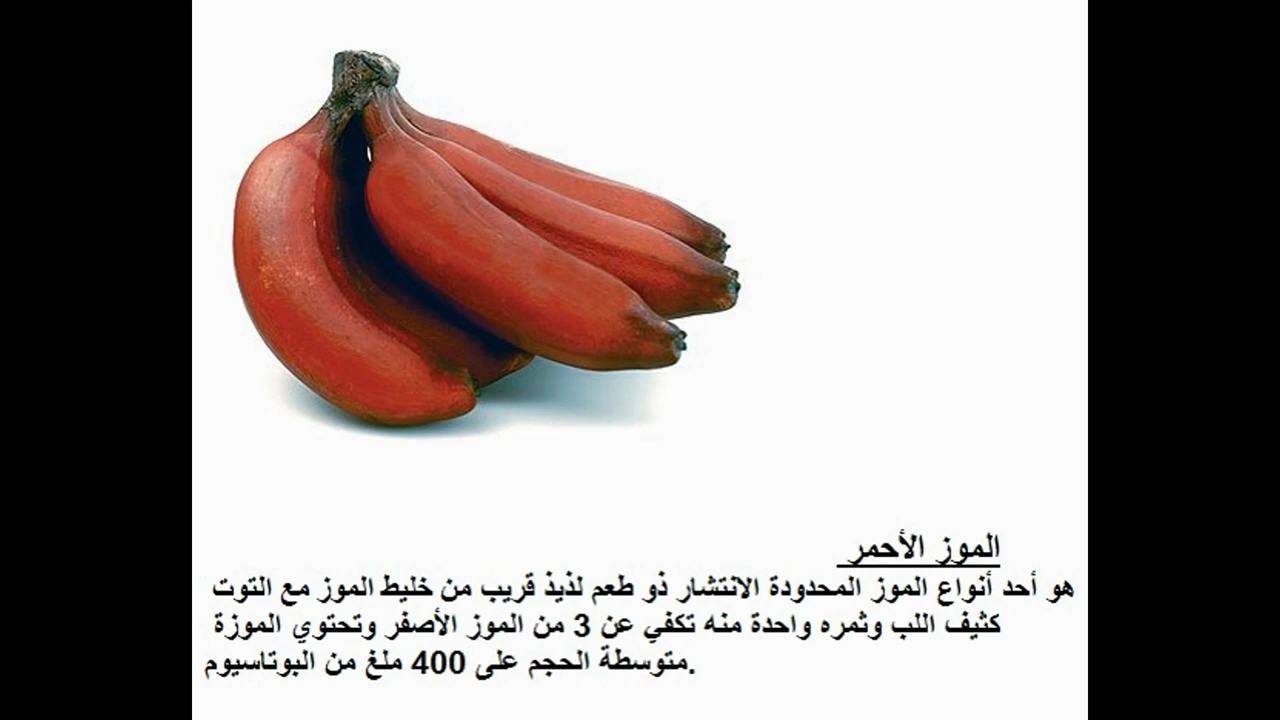 الموز الأحمر
هو أحد أنواع الموز المحدودة الانتشار ذو طعم لذيذ قريب من خليط الموز مع التوت
كثيف اللب وثمره واحدة منه تكفي عن 3 من الموز الأصفر وتحتوي الموزة
متوسطة الحجم على 400 ملغ من البوتاسيوم.